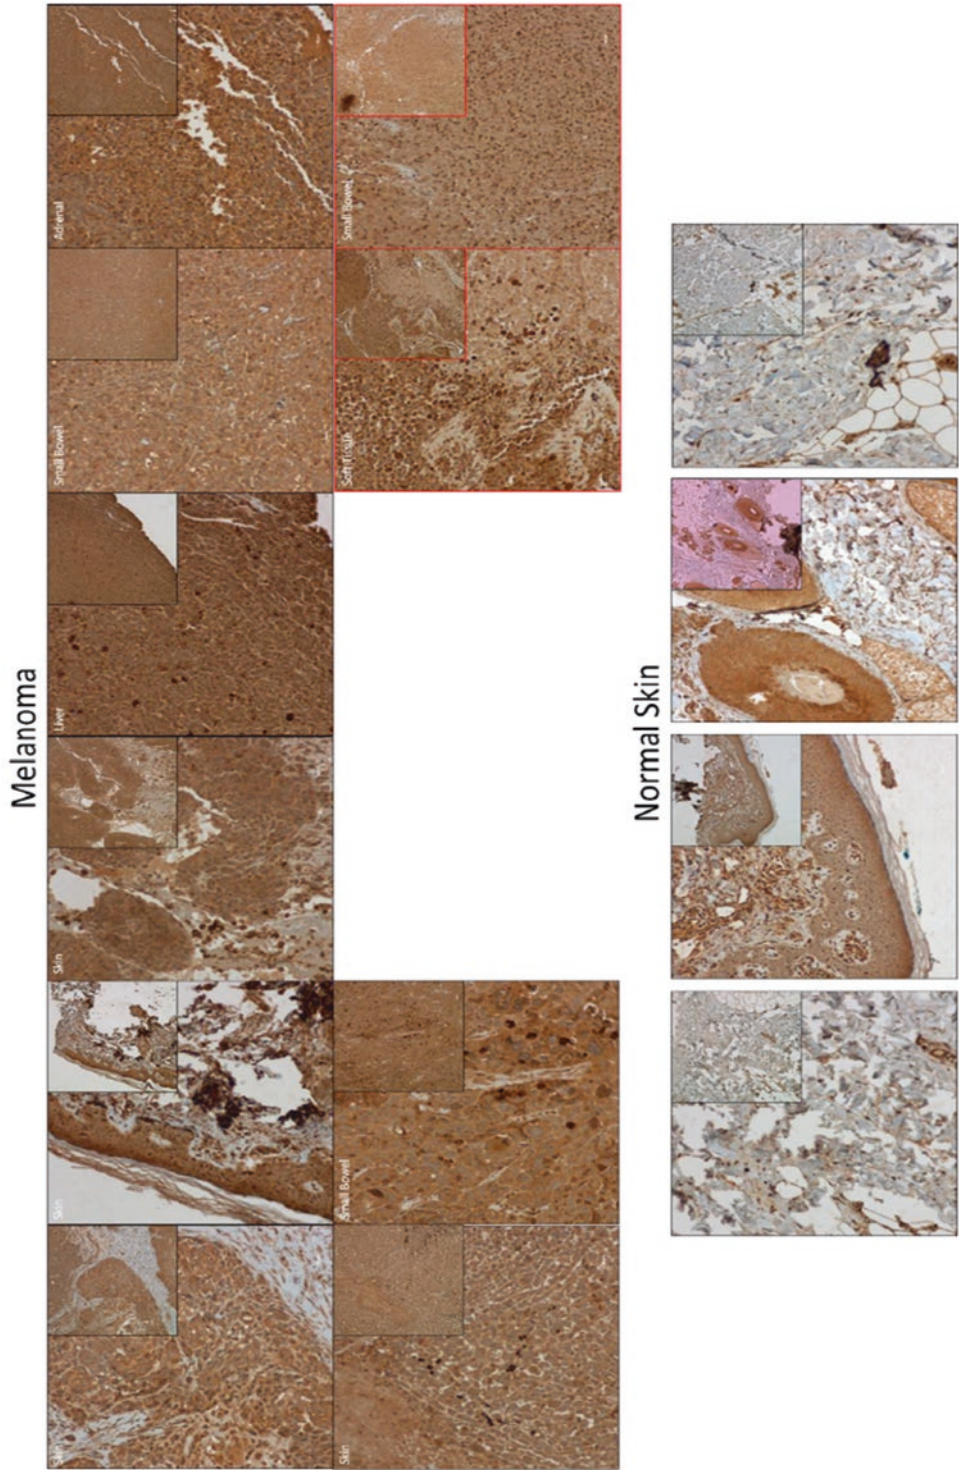 Melanoma
Skin
Skin
Skin
Liver
Small Bowel
Adrenal
Skin
Small Bowel
Soft Tissue
Small Bowel
Normal Skin